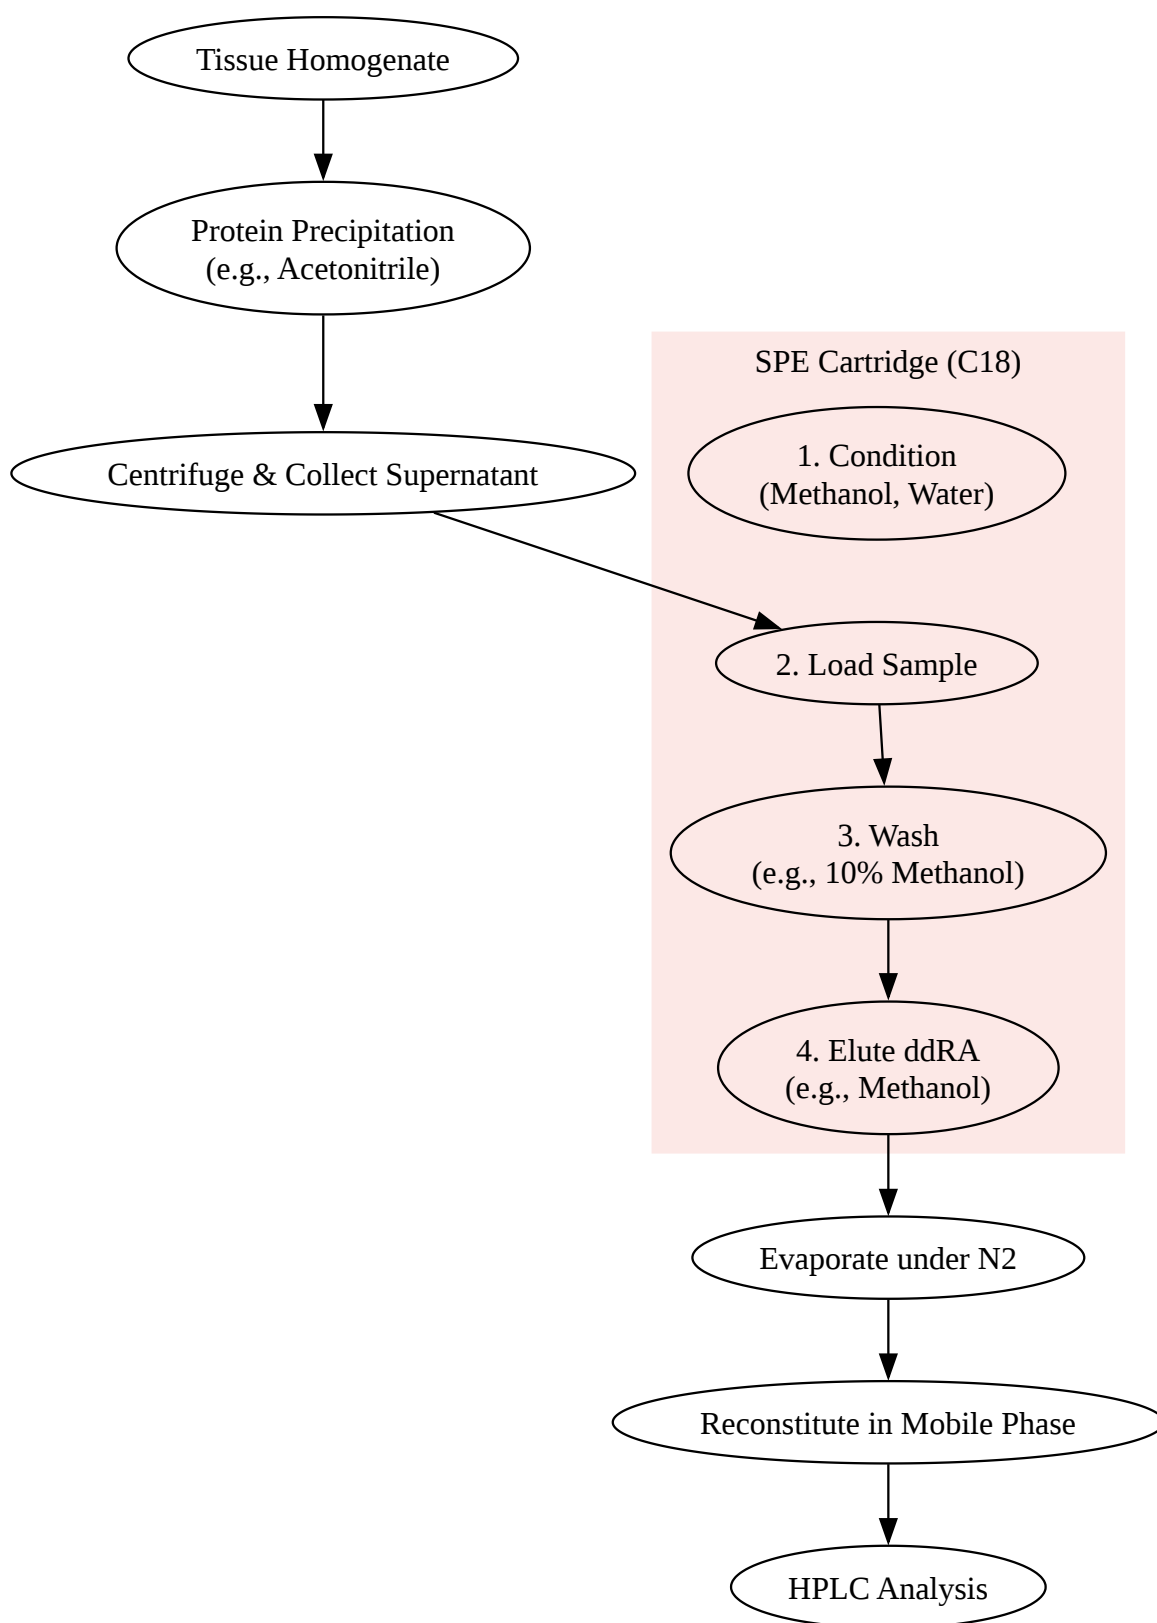 Tissue Homogenate
Protein Precipitation
(e.g., Acetonitrile)
Centrifuge & Collect Supernatant
SPE Cartridge (C18)
1. Condition
(Methanol, Water)
2. Load Sample
3. Wash
(e.g., 10% Methanol)
4. Elute ddRA
(e.g., Methanol)
Evaporate under N2
Reconstitute in Mobile Phase
HPLC Analysis